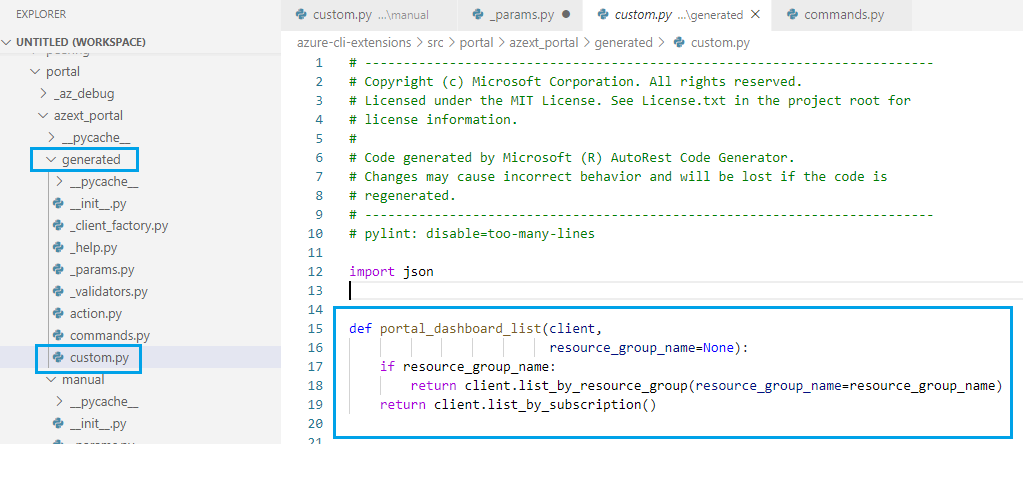 EXPLORER
UNTITLED (WORKSPACE)
portal
_az_debug
azext_portal
__pycache__
generated
__pycache__
__init__.py
_client_factory.py
_help.py
_params.py
_validators.py
action.py
commands.py
custom.py
manual
__pycache__
__init__.py
custom.py ...\manual
_params.py
custom.py ...\generated
commands.py
azure-cli-extensions > src > portal > azext_portal > generated > custom.py
1 # --------------------------------------------------------------------------
2 # Copyright (c) Microsoft Corporation. All rights reserved.
3 # Licensed under the MIT License. See License.txt in the project root for
4 # license information.
5 #
6 # Code generated by Microsoft (R) AutoRest Code Generator.
7 # Changes may cause incorrect behavior and will be lost if the code is
8 # regenerated.
9 # --------------------------------------------------------------------------
10 # pylint: disable=too-many-lines
11
12 import json
13
14
15 def portal_dashboard_list(client,
16 resource_group_name=None):
17 if resource_group_name:
18 return client.list_by_resource_group(resource_group_name=resource_group_name)
19 return client.list_by_subscription()
20
21